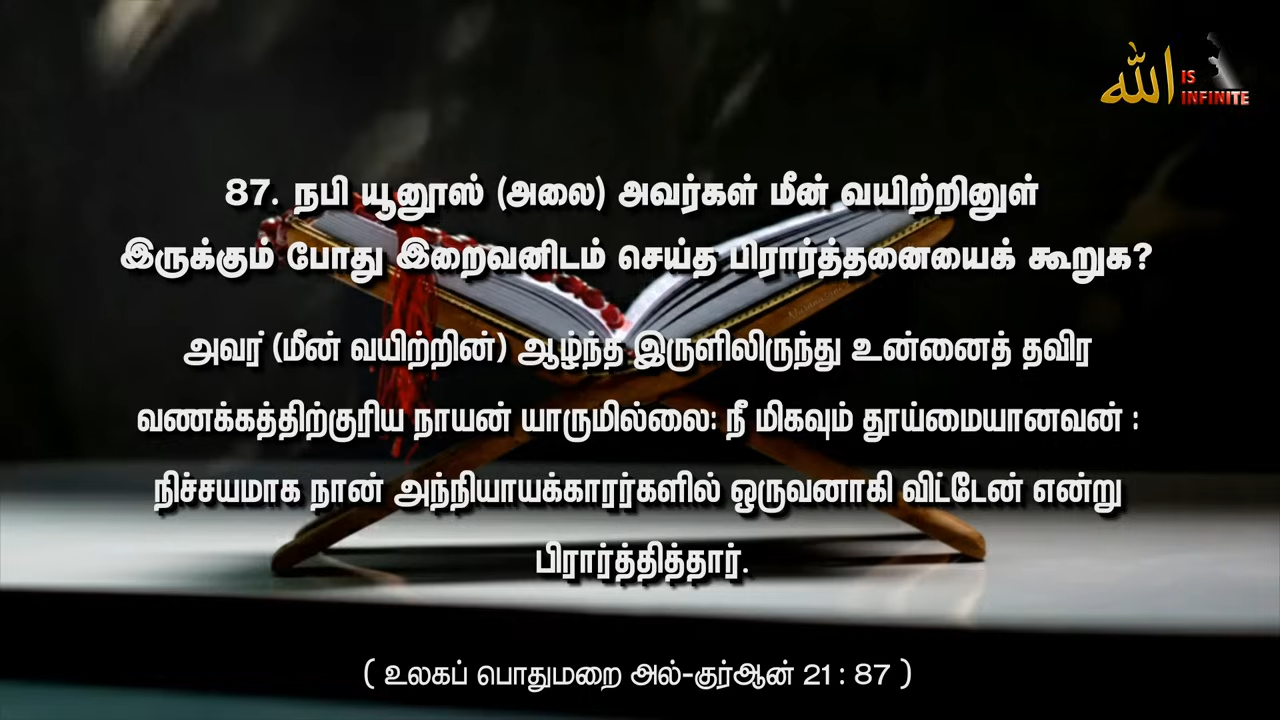 الله IS
INFINITE
87. நபி யூனூஸ் (அலை) அவர்கள் மீன் வயிற்றினுள்
இருக்கும் போது இறைவனிடம் செய்த பிரார்த்தனையைக் கூறுக?
அவர் (மீன் வயிற்றின்) ஆழ்ந்த இருளிலிருந்து உன்னைத் தவிர
வணக்கத்திற்குரிய நாயன் யாருமில்லை: நீ மிகவும் தூய்மையானவன் :
நிச்சயமாக நான் அந்நியாயக்காரர்களில் ஒருவனாகி விட்டேன் என்று
பிரார்த்தித்தார்.
( உலகப் பொதுமறை அல்-குர்ஆன் 21 : 87 )